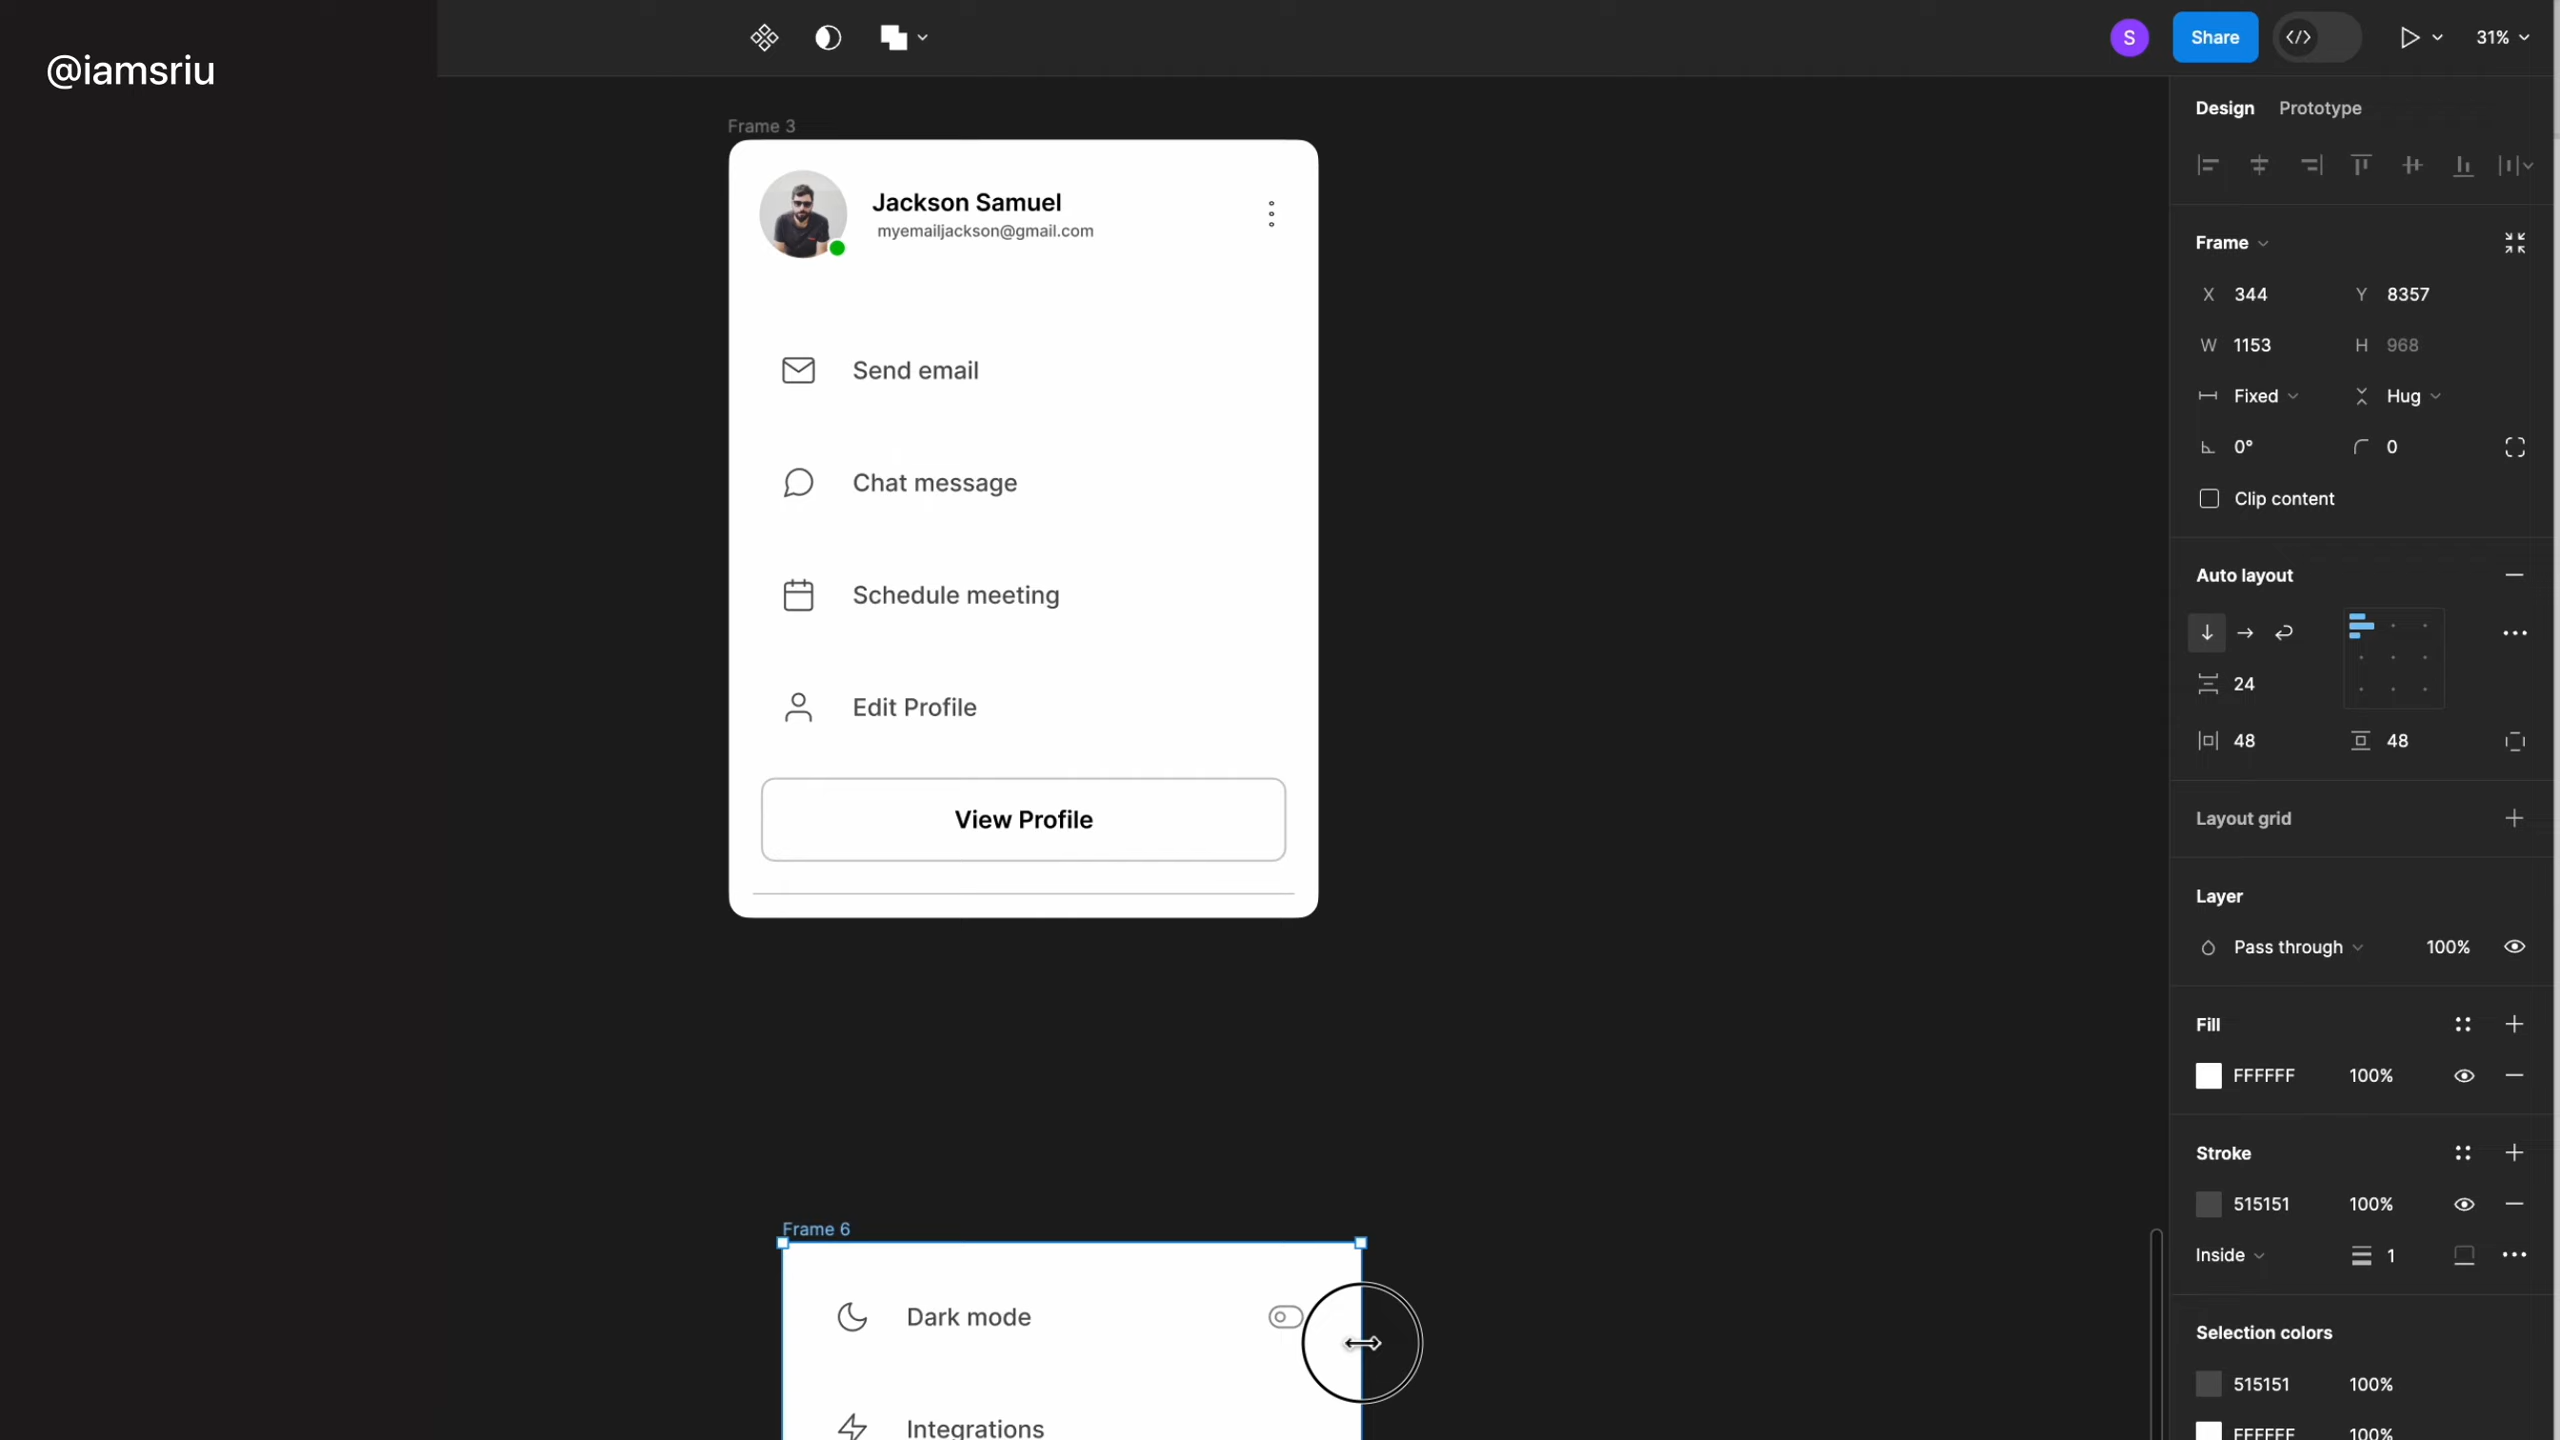 @iamsriu
S
Share
31%
Design Prototype
Frame 3
Jackson Samuel
myemailjackson@gmail.com
Send email
Chat message
Schedule meeting
Edit Profile
View Profile
Frame 6
Dark mode
Integrations
Frame
X 344 Y 8357
W 1153 H 968
Fixed Hug
0° 0
Clip content
Auto layout
24
48 48
Layout grid
Layer
Pass through 100%
Fill
FFFFFF 100%
Stroke
515151 100%
Inside 1
Selection colors
515151 100%
FFFFFF 100%